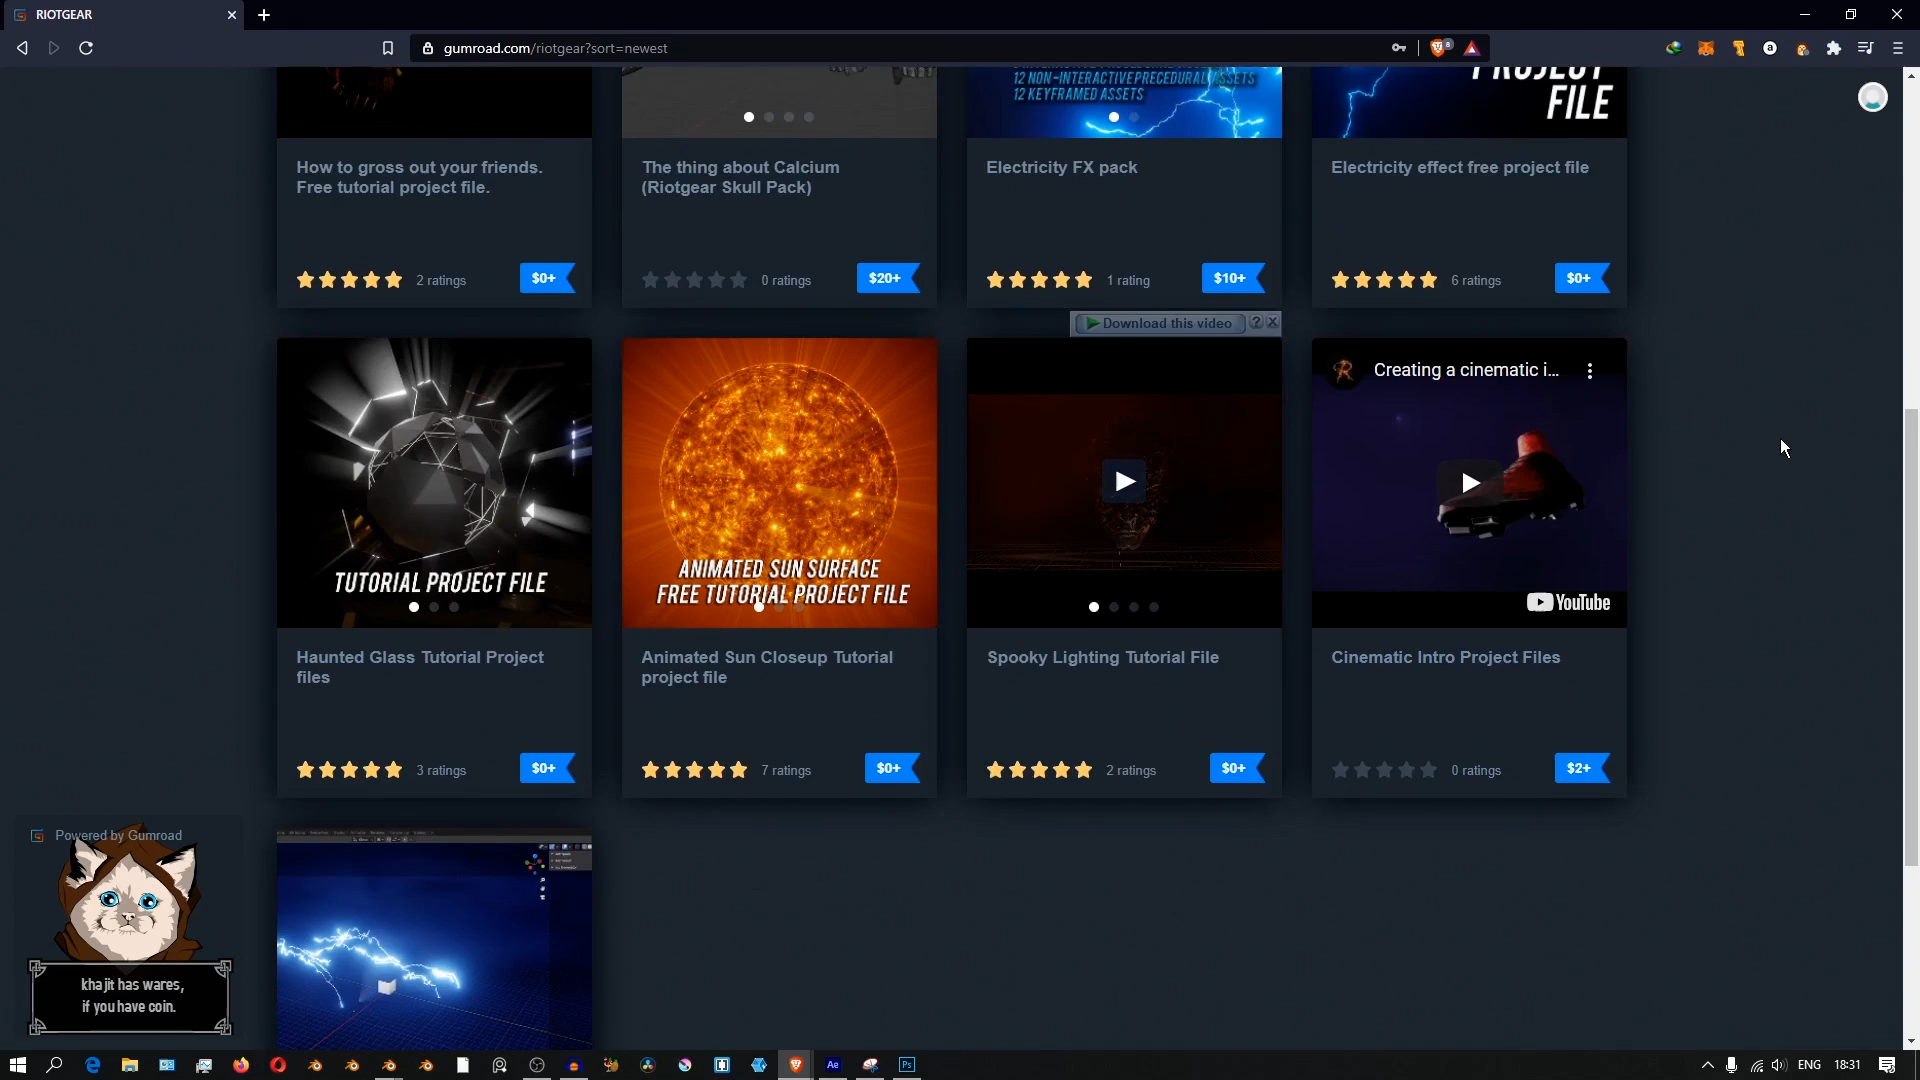 RIOTGEAR
gumroad.com/riotgear?sort=newest
8
12 NON-INTERACTIVE PRECEDURAL ASSETS
12 KEYFRAMED ASSETS
PROJECT
FILE
How to gross out your friends.
Free tutorial project file.
2 ratings
$0+
The thing about Calcium
(Riotgear Skull Pack)
0 ratings
$20+
Electricity FX pack
1 rating
$10+
Electricity effect free project file
6 ratings
$0+
Download this video
TUTORIAL PROJECT FILE
Haunted Glass Tutorial Project
files
3 ratings
$0+
ANIMATED SUN SURFACE
FREE TUTORIAL PROJECT FILE
Animated Sun Closeup Tutorial
project file
7 ratings
$0+
Spooky Lighting Tutorial File
2 ratings
$0+
Creating a cinematic i...
YouTube
Cinematic Intro Project Files
0 ratings
$2+
Powered by Gumroad
khajit has wares,
if you have coin.
Ae
Ps
ENG
18:31